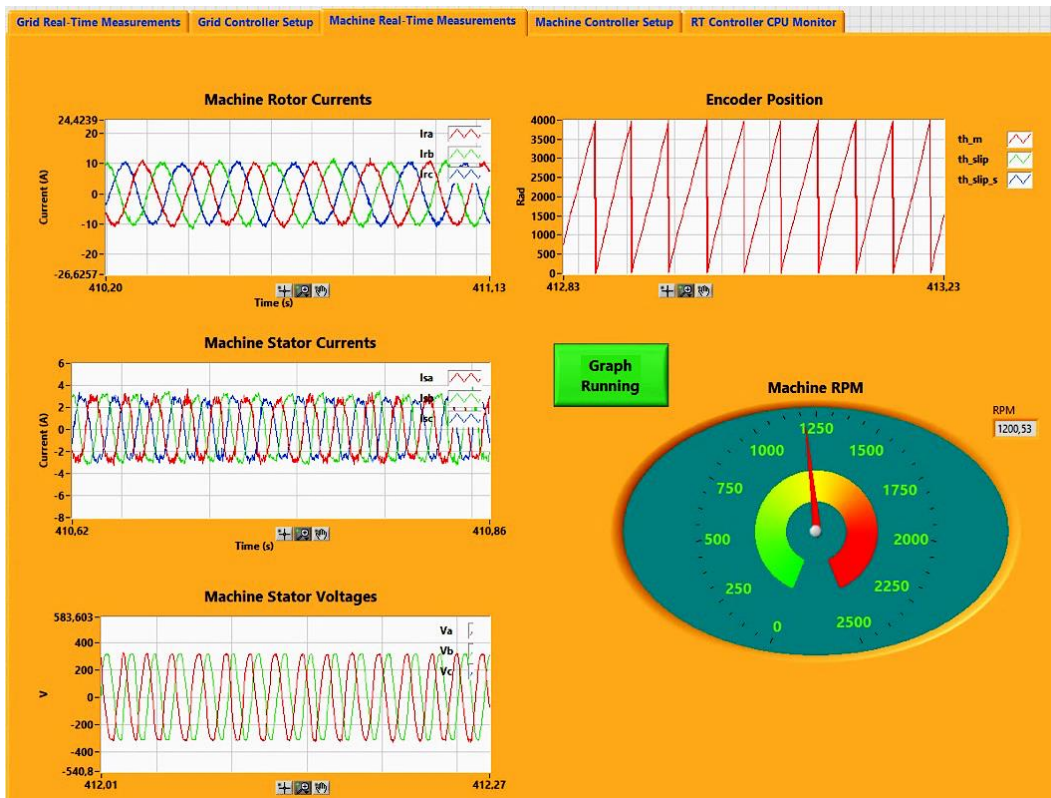 Grid Real-Time Measurements
Grid Controller Setup
Machine Real-Time Measurements
Machine Controller Setup
RT Controller CPU Monitor
Machine Rotor Currents
24,4239
20
10
0
-10
-20
-26,6257
Current (A)
Ira
Irb
Irc
410,20
411,13
Time (s)
Encoder Position
4000
3500
3000
2500
2000
1500
1000
500
0
Rad
th_m
th_slip
th_slip_s
412,83
413,23
Machine Stator Currents
6
4
2
0
-2
-4
-6
-8
Current (A)
Isa
Isb
Isc
410,62
410,86
Time (s)
Graph
Running
Machine RPM
0
250
500
750
1000
1250
1500
1750
2000
2250
2500
RPM
1200,53
Machine Stator Voltages
583,603
400
200
0
-200
-400
-540,8
V
Va
Vb
Vc
412,01
412,27